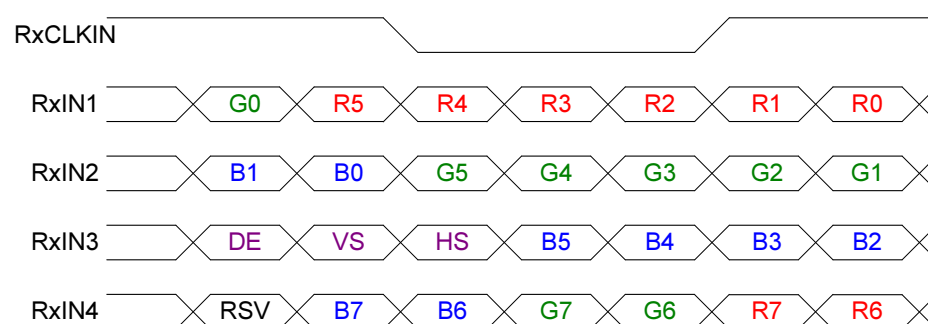 RxCLKIN
RxIN1 G0 R5 R4 R3 R2 R1 R0
RxIN2 B1 B0 G5 G4 G3 G2 G1
RxIN3 DE VS HS B5 B4 B3 B2
RxIN4 RSV B7 B6 G7 G6 R7 R6